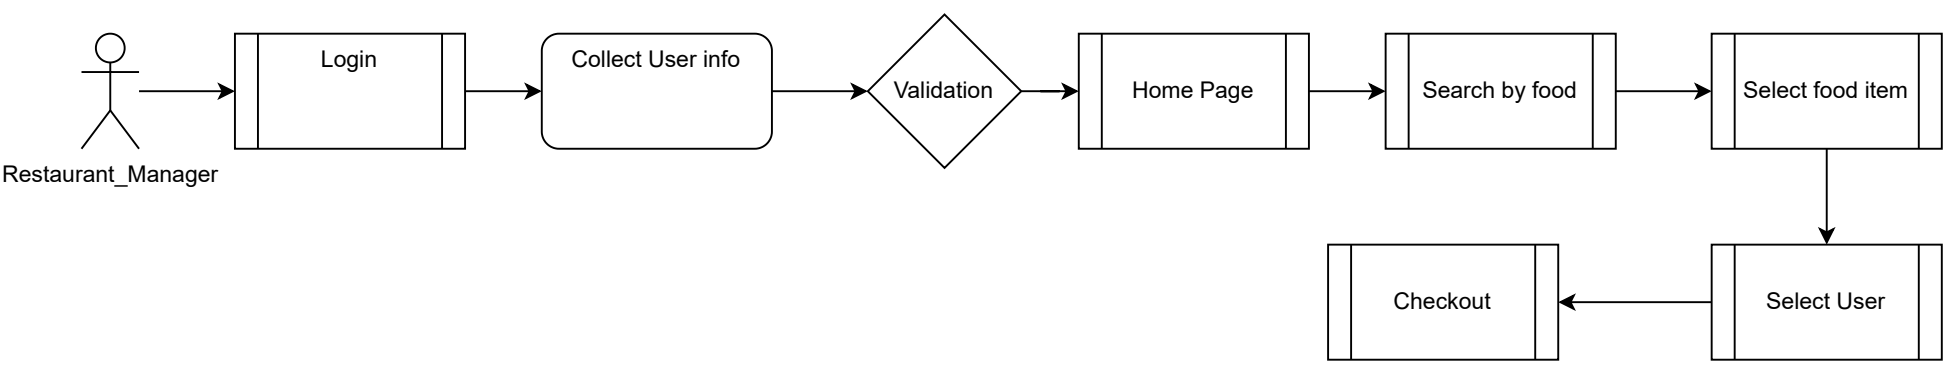 Login
Collect User info
Validation
Home Page
Search by food
Select food item
Restaurant_Manager
Checkout
Select User